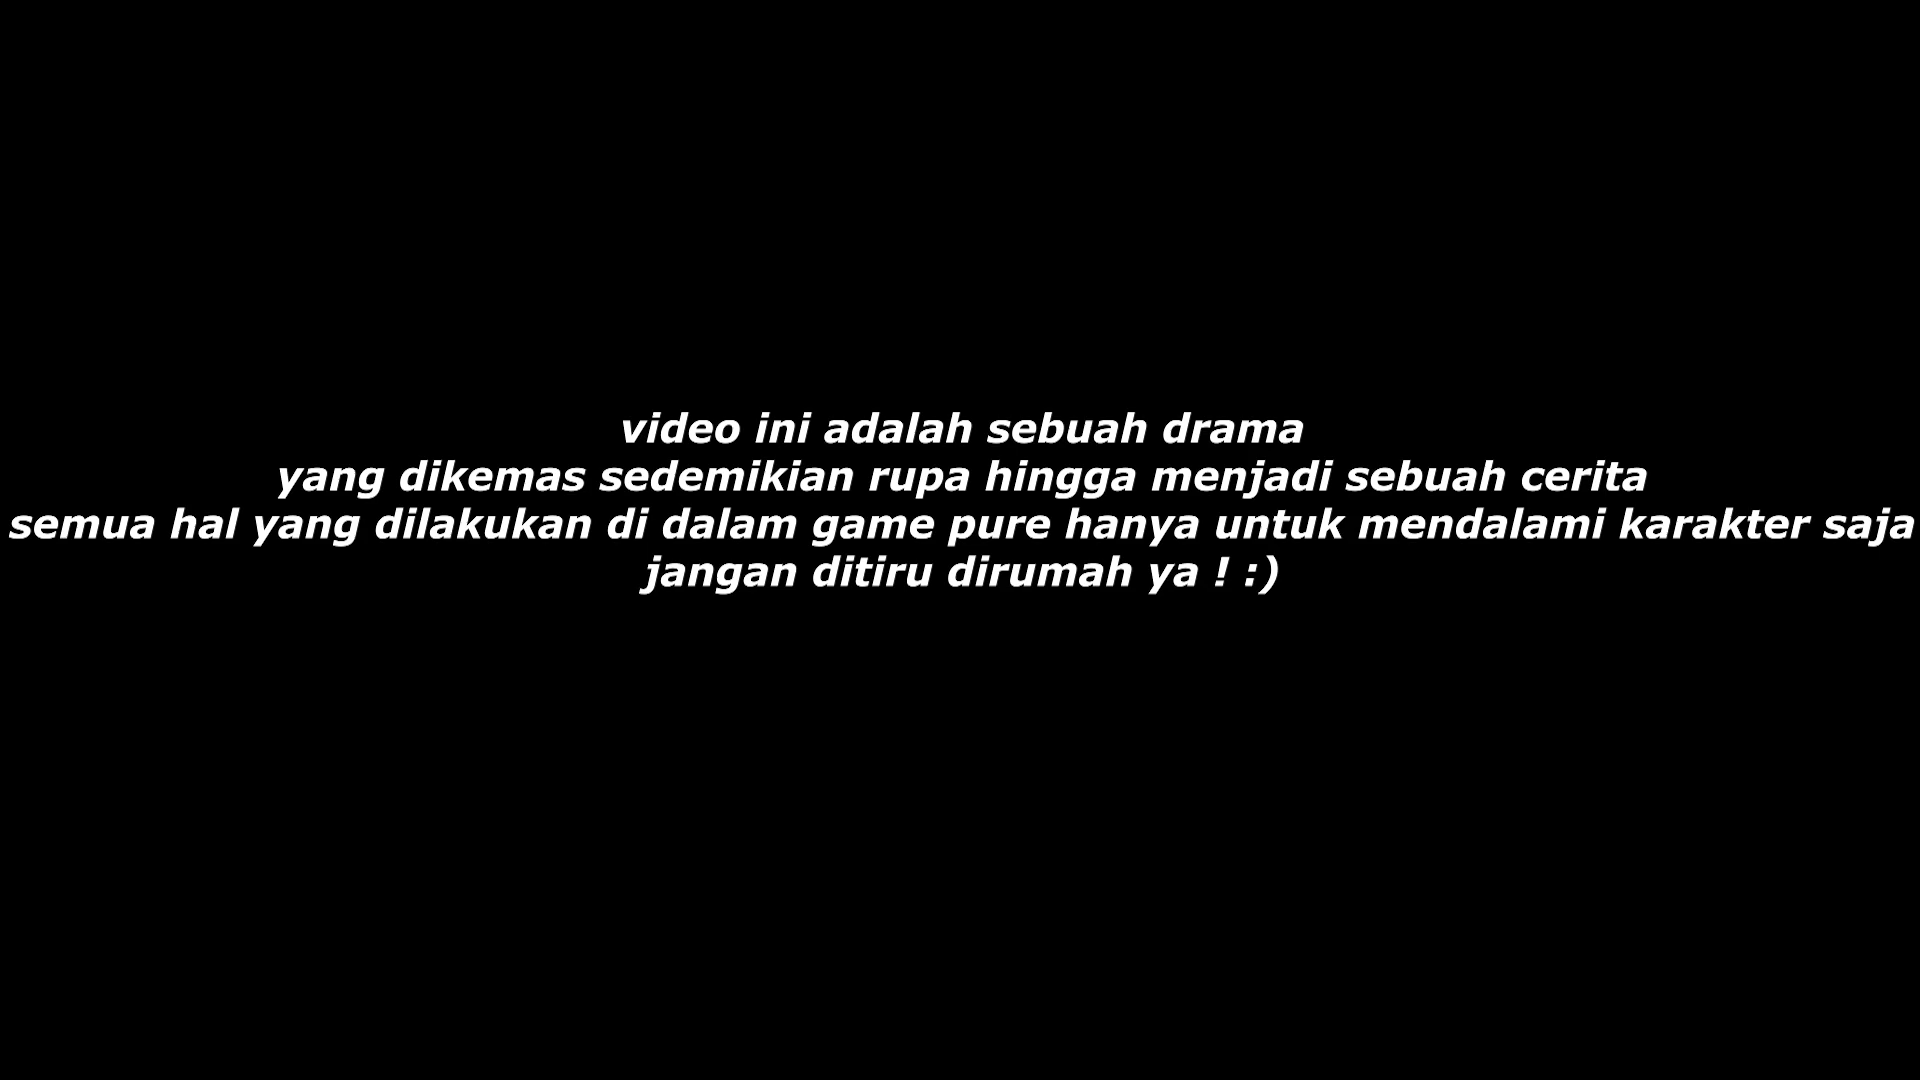 video ini adalah sebuah drama
yang dikemas sedemikian rupa hingga menjadi sebuah cerita
semua hal yang dilakukan di dalam game pure hanya untuk mendalami karakter saja
jangan ditiru dirumah ya ! :)